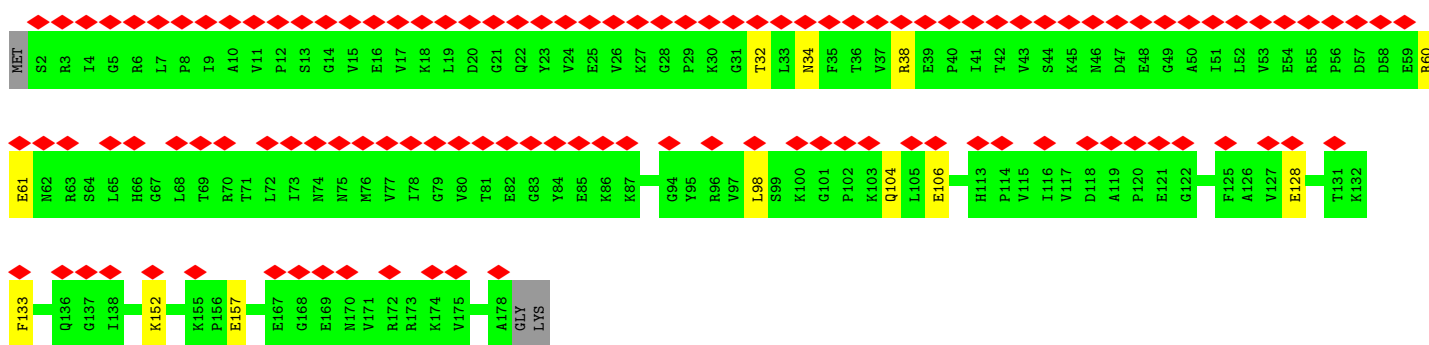 MET S2 R3 I4 G5 R6 L7 P8 I9 A10 V11 P12 S13 G14 V15 E16 V17 K18 L19 D20 G21 Q22 Y23 V24 E25 V26 K27 G28 P29 K30 G31 T32 L33 N34 F35 T36 V37 R38 E39 P40 I41 T42 V43 S44 K45 N46 D47 E48 G49 A50 I51 L52 V53 E54 R55 P56 D57 D58 E59 R60
E61 N62 R63 S64 L65 H66 G67 L68 T69 R70 T71 L72 I73 N74 N75 M76 V77 I78 G79 V80 T81 E82 G83 Y84 E85 K86 K87 G94 Y95 R96 V97 L98 S99 K100 G101 P102 K103 Q104 L105 E106 H113 P114 V115 I116 V117 D118 A119 P120 E121 G122 F125 A126 V127 E128 T131 K132
F133 Q136 G137 I138 K152 K155 P156 E157 E167 G168 E169 N170 V171 R172 R173 K174 V175 A178 GLY LYS